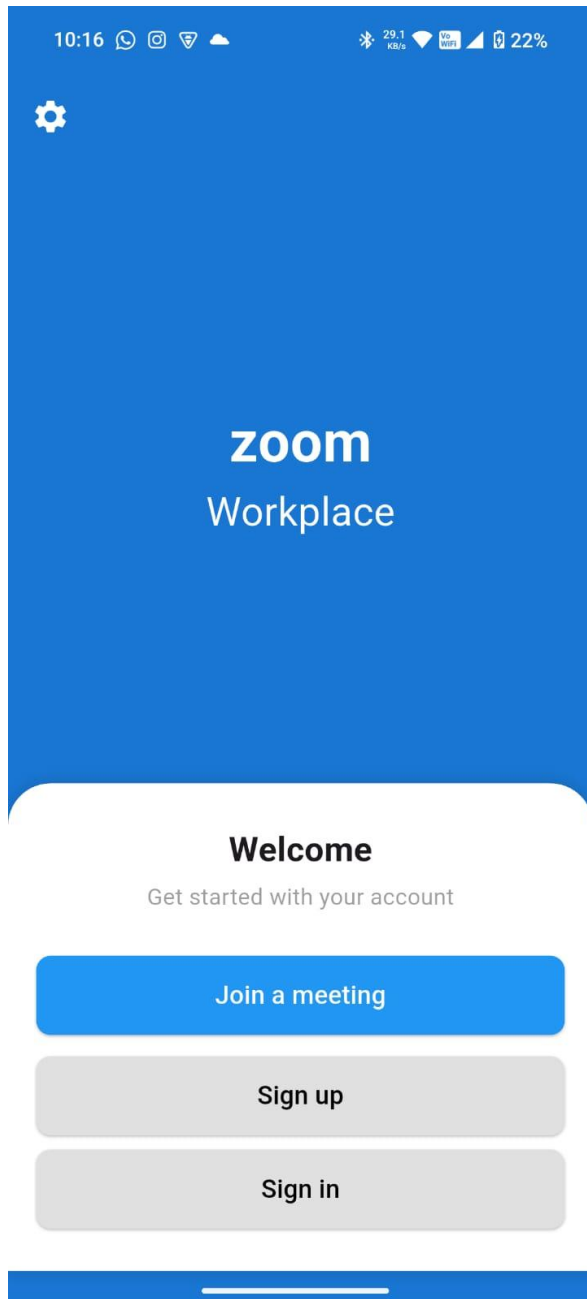 10:16
29.1 KB/s Vo WiFi 22%
zoom
Workplace
Welcome
Get started with your account
Join a meeting
Sign up
Sign in